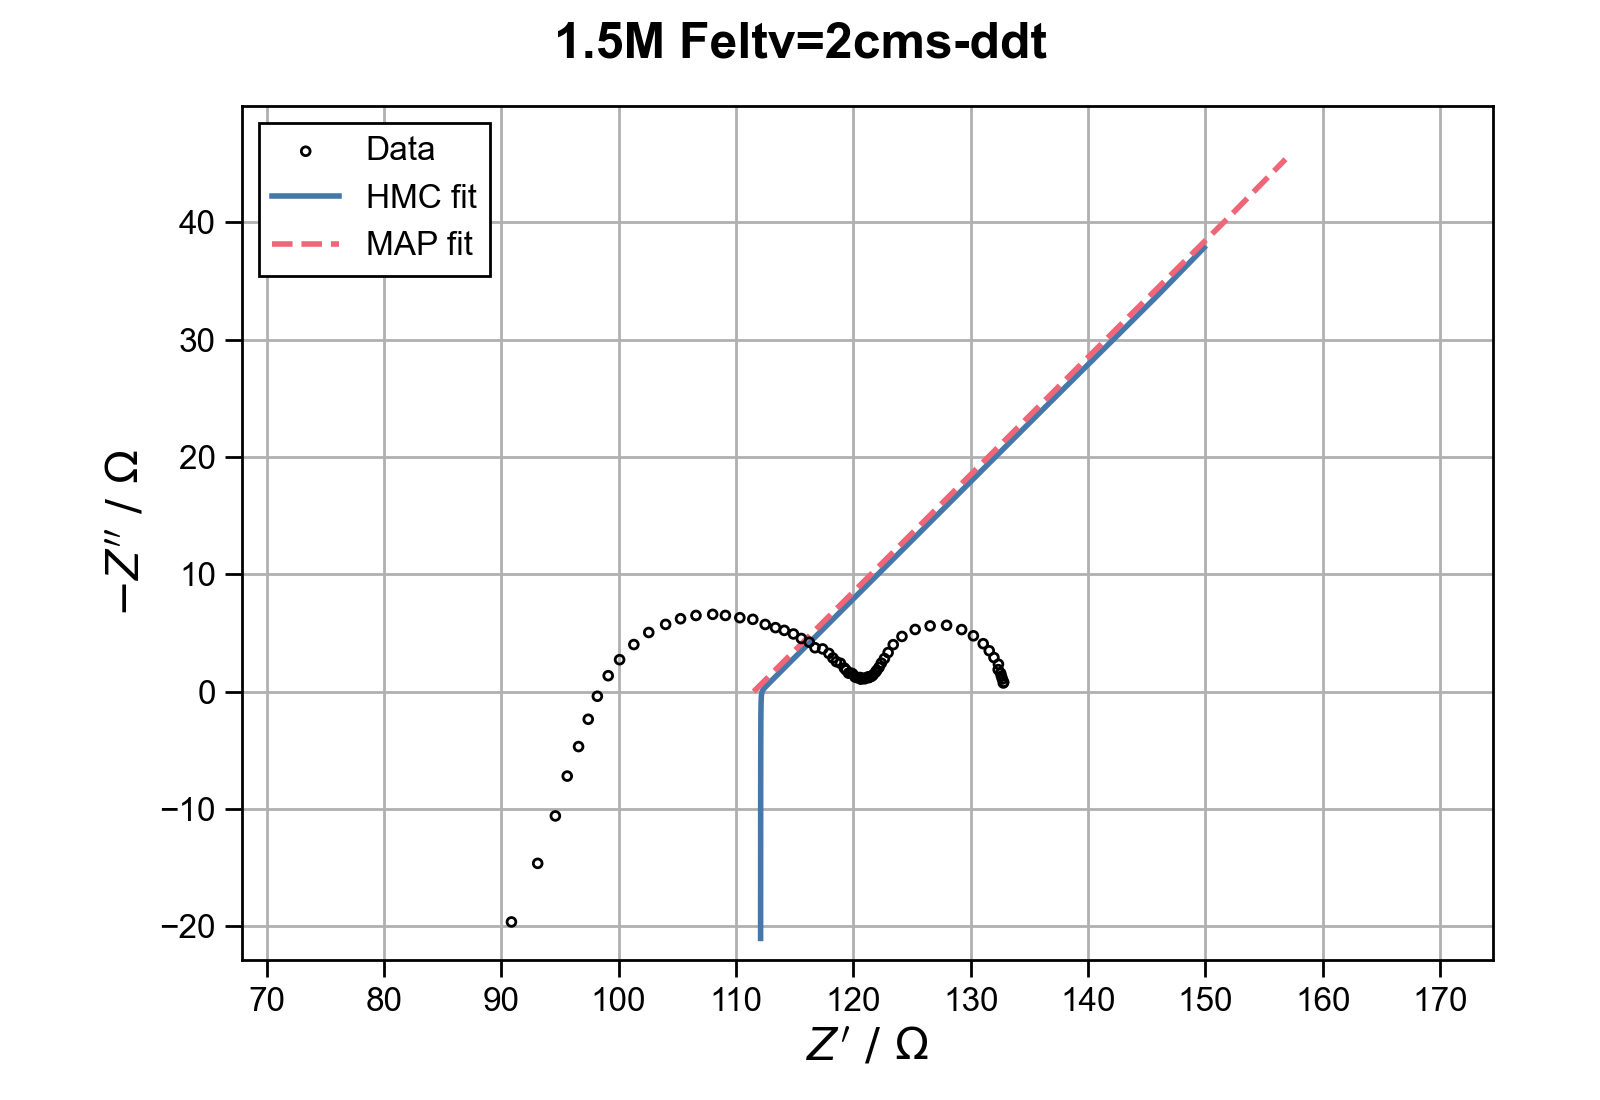 1.5M Feltv=2cms-ddt
Data
HMC fit
MAP fit
40
30
20
10
0
−10
−20
−Z′′ / Ω
70 80 90 100 110 120 130 140 150 160 170
Z′ / Ω